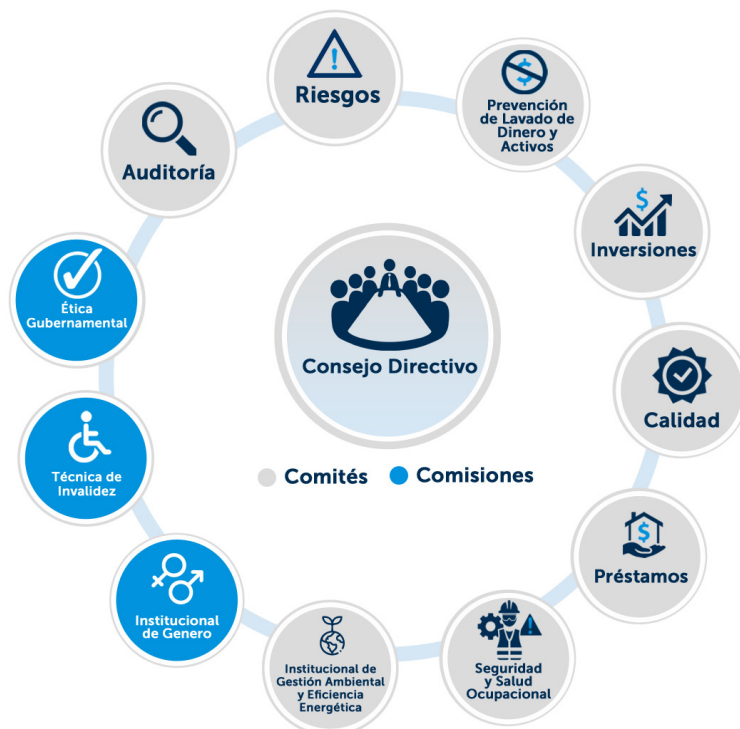 Riesgos
Prevención
de Lavado de
Dinero y
Activos
Auditoría
Inversiones
Ética
Gubernamental
Consejo Directivo
Calidad
Técnica de
Invalidez
Comités
Comisiones
Préstamos
Institucional
de Genero
Institucional de
Gestión Ambiental
y Eficiencia
Energética
Seguridad
y Salud
Ocupacional